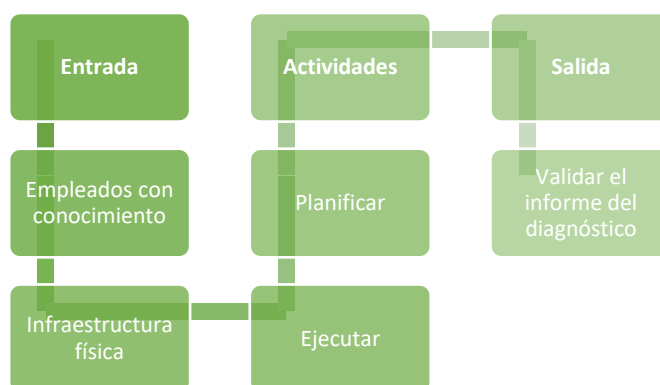 Entrada
Empleados con
conocimiento
Infraestructura
física
Actividades
Planificar
Ejecutar
Salida
Validar el
informe del
diagnóstico